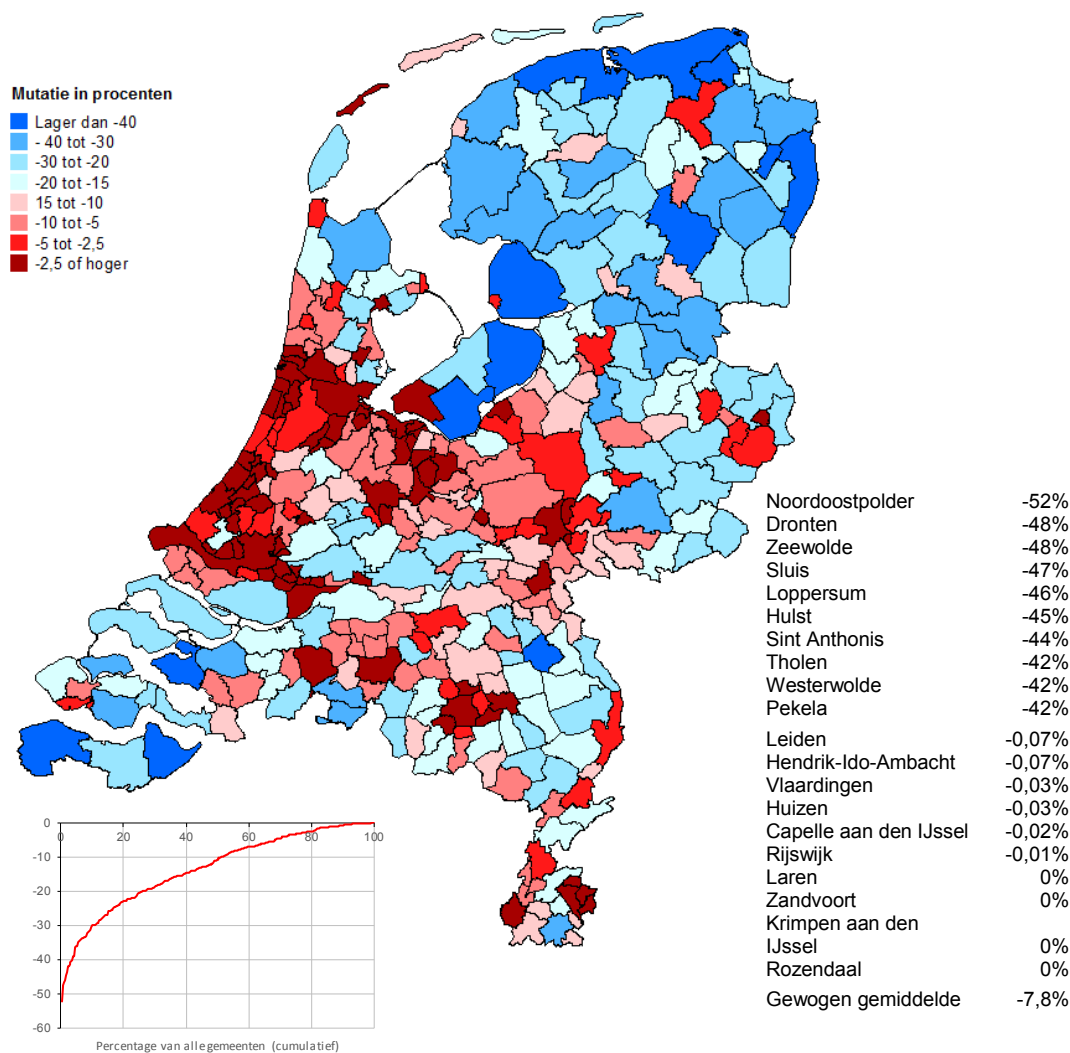 Mutatie in procenten
Lager dan -40
- 40 tot -30
-30 tot -20
-20 tot -15
15 tot -10
-10 tot -5
-5 tot -2,5
-2,5 of hoger
Noordoostpolder -52%
Dronten -48%
Zeewolde -48%
Sluis -47%
Loppersum -46%
Hulst -45%
Sint Anthonis -44%
Tholen -42%
Westerwolde -42%
Pekela -42%
Leiden -0,07%
Hendrik-Ido-Ambacht -0,07%
Vlaardingen -0,03%
Huizen -0,03%
Capelle aan den IJssel -0,02%
Rijswijk -0,01%
Laren 0%
Zandvoort 0%
Krimpen aan den
IJssel 0%
Rozendaal 0%
Gewogen gemiddelde -7,8%
0
0 20 40 60 80 100
-10
-20
-30
-40
-50
-60
Percentage van alle gemeenten (cumulatief)